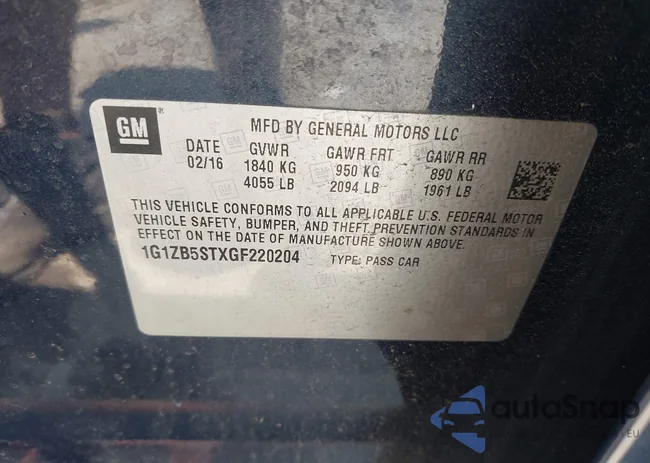 GM
MFD BY GENERAL MOTORS LLC
DATE GVWR GAWR FRT GAWR RR
02/16 1840 KG 950 KG 890 KG
4055 LB 2094 LB 1961 LB
THIS VEHICLE CONFORMS TO ALL APPLICABLE U.S. FEDERAL MOTOR
VEHICLE SAFETY, BUMPER, AND THEFT PREVENTION STANDARDS IN
EFFECT ON THE DATE OF MANUFACTURE SHOWN ABOVE.
1G1ZB5STXGF220204 TYPE: PASS CAR
autoSnap